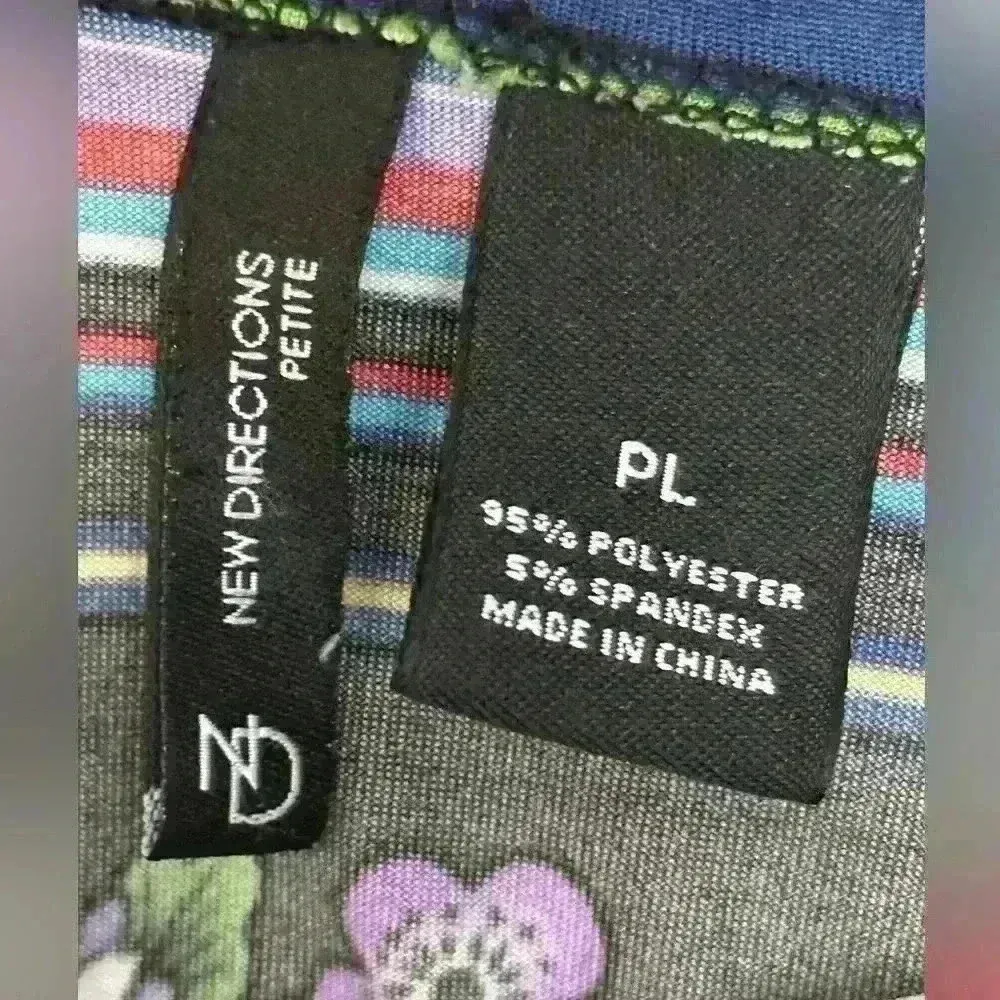 NEW DIRECTIONS
PETITE
ND
PL
95% POLYESTER
5% SPANDEX
MADE IN CHINA